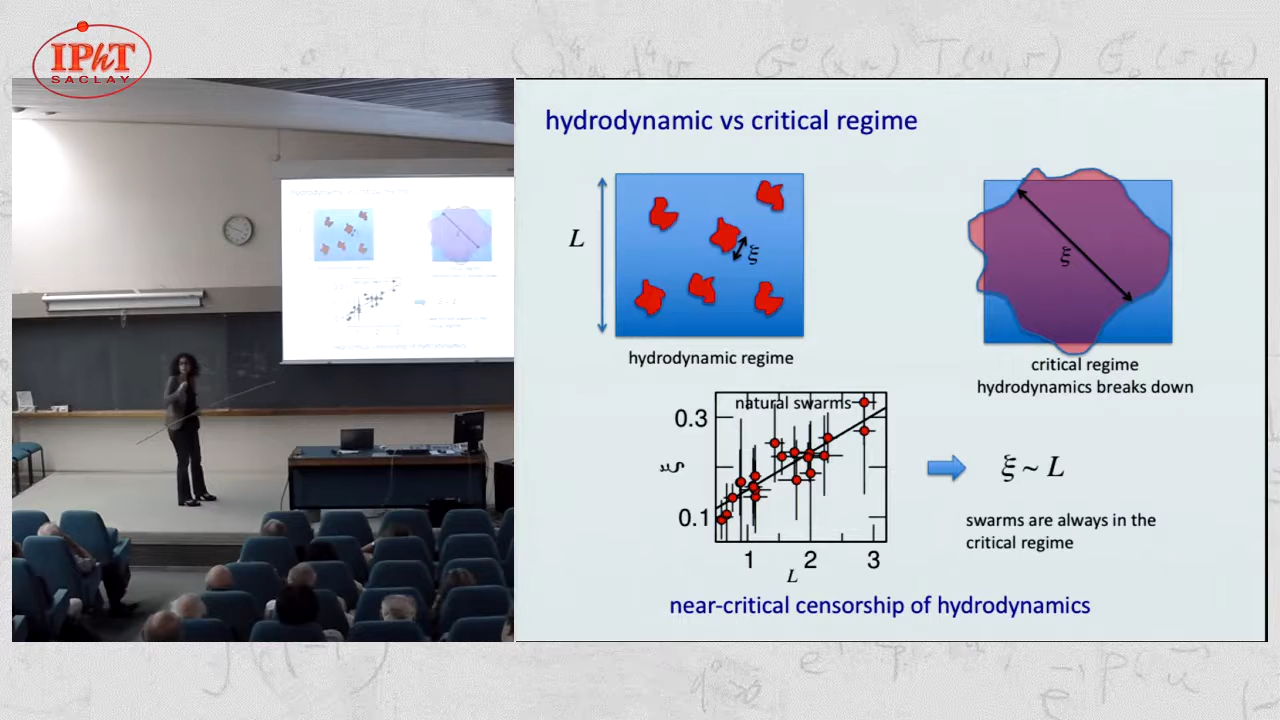 IPhT
SACLAY
hydrodynamic vs critical regime
L
ξ
ξ
hydrodynamic regime
critical regime
hydrodynamics breaks down
natural swarms
0.3
ξ
0.1
1 2 3
L
ξ ~ L
swarms are always in the
critical regime
near-critical censorship of hydrodynamics